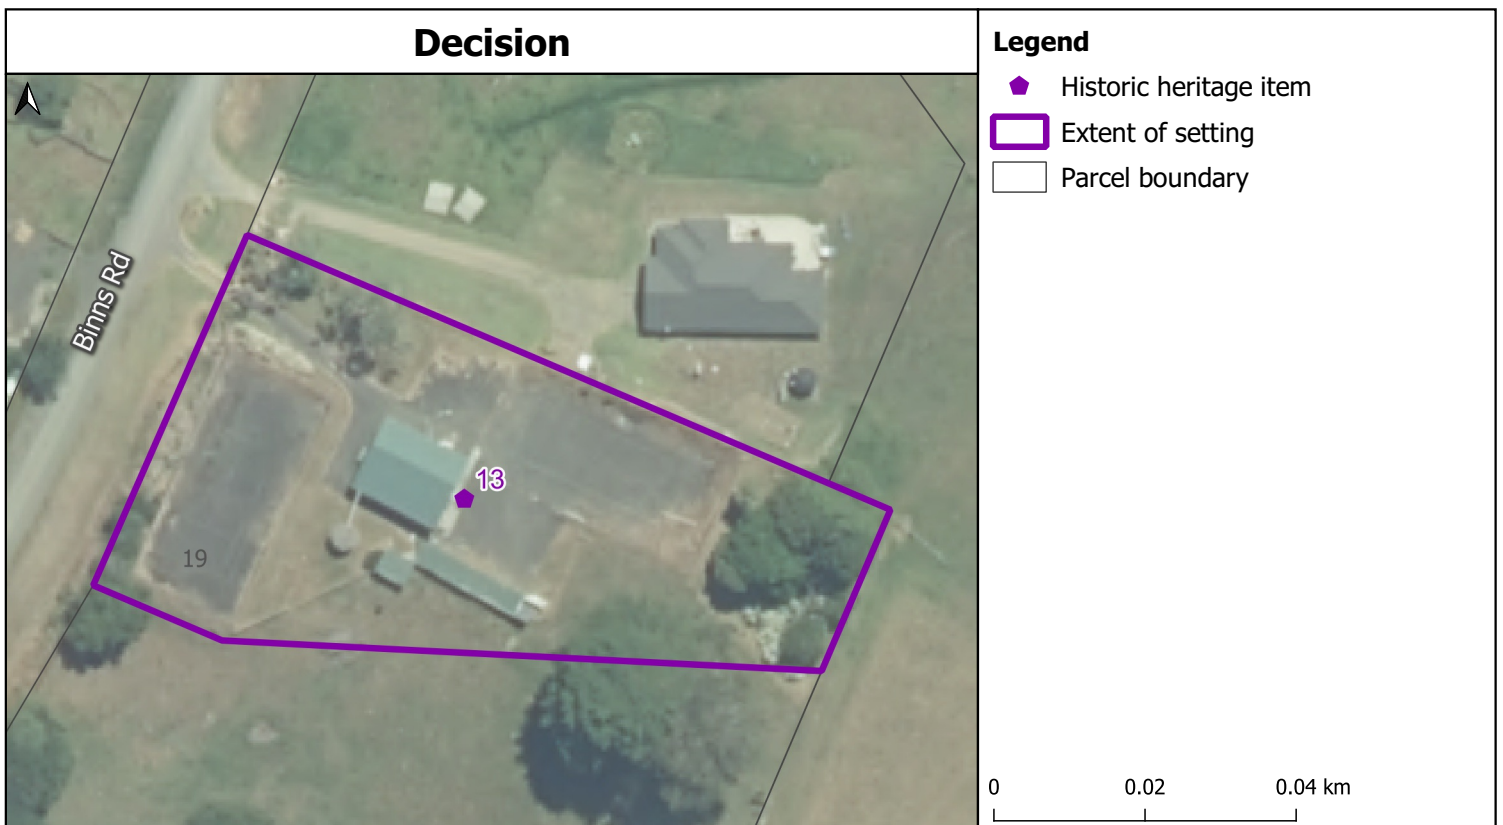 Decision
Binns Rd
13
19
Legend
Historic heritage item
Extent of setting
Parcel boundary
0 0.02 0.04 km